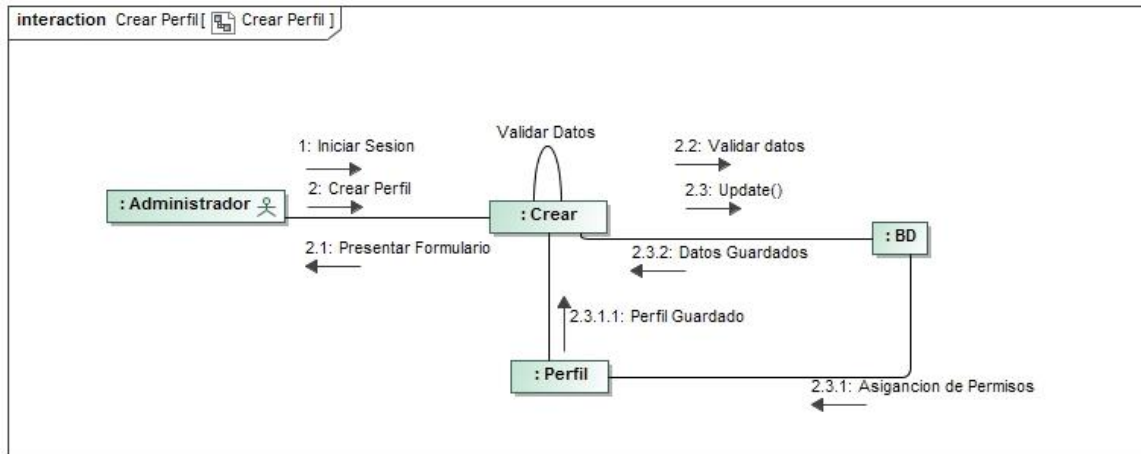 interaction Crear Perfil[ Crear Perfil ]
Validar Datos
1: Iniciar Sesion
2.2: Validar datos
2: Crear Perfil
2.3: Update()
: Administrador
: Crear
: BD
2.1: Presentar Formulario
2.3.2: Datos Guardados
2.3.1.1: Perfil Guardado
: Perfil
2.3.1: Asigancion de Permisos